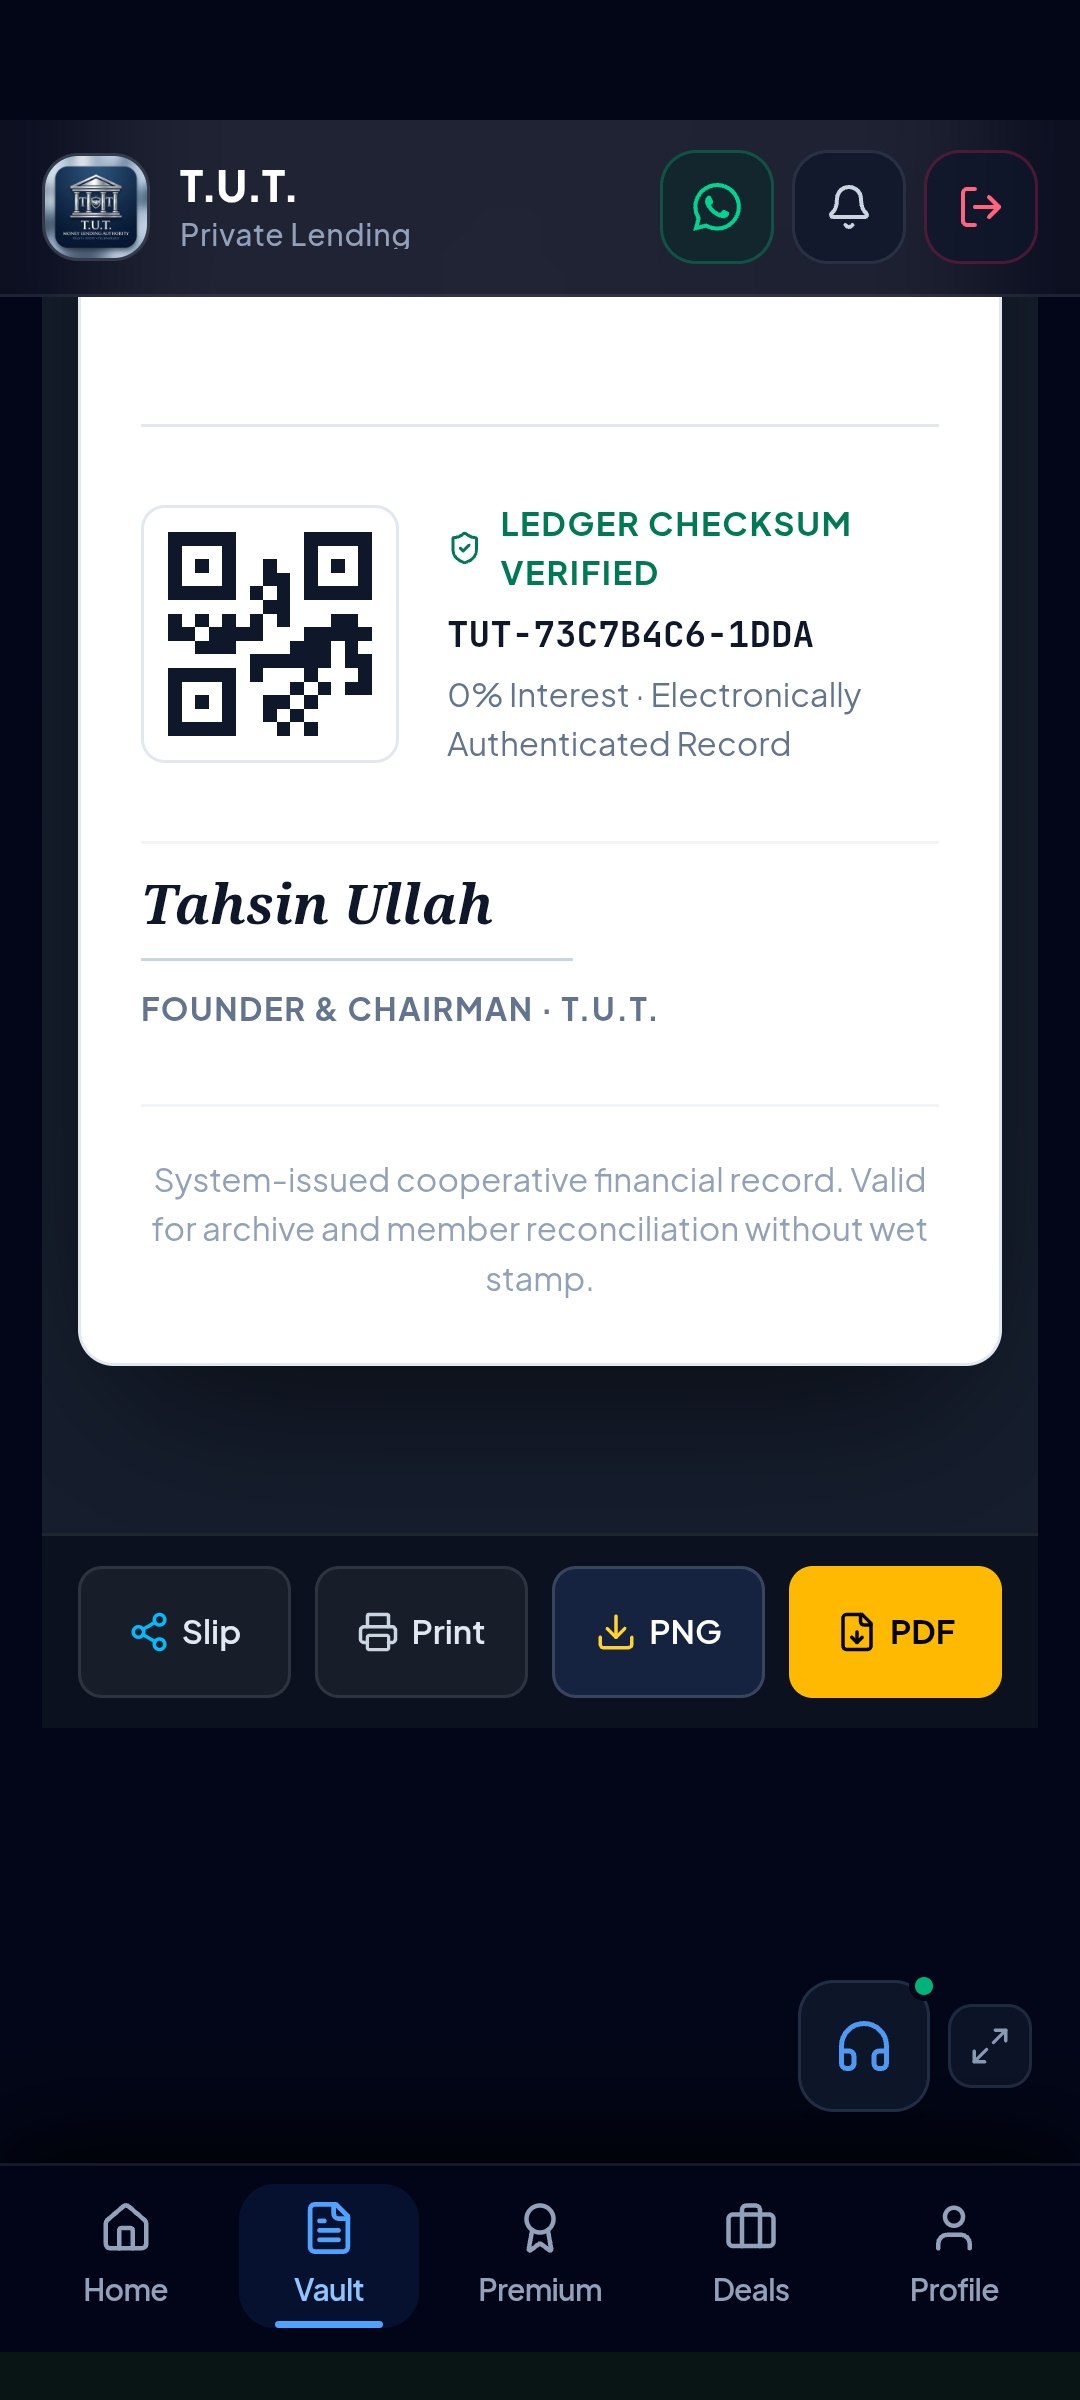 T.U.T.
Private Lending
T.U.T.
LEDGER CHECKSUM
VERIFIED
TUT-73C7B4C6-1DDA
0% Interest · Electronically
Authenticated Record
Tahsin Ullah
FOUNDER & CHAIRMAN · T.U.T.
System-issued cooperative financial record. Valid
for archive and member reconciliation without wet
stamp.
Slip
Print
PNG
PDF
Home
Vault
Premium
Deals
Profile